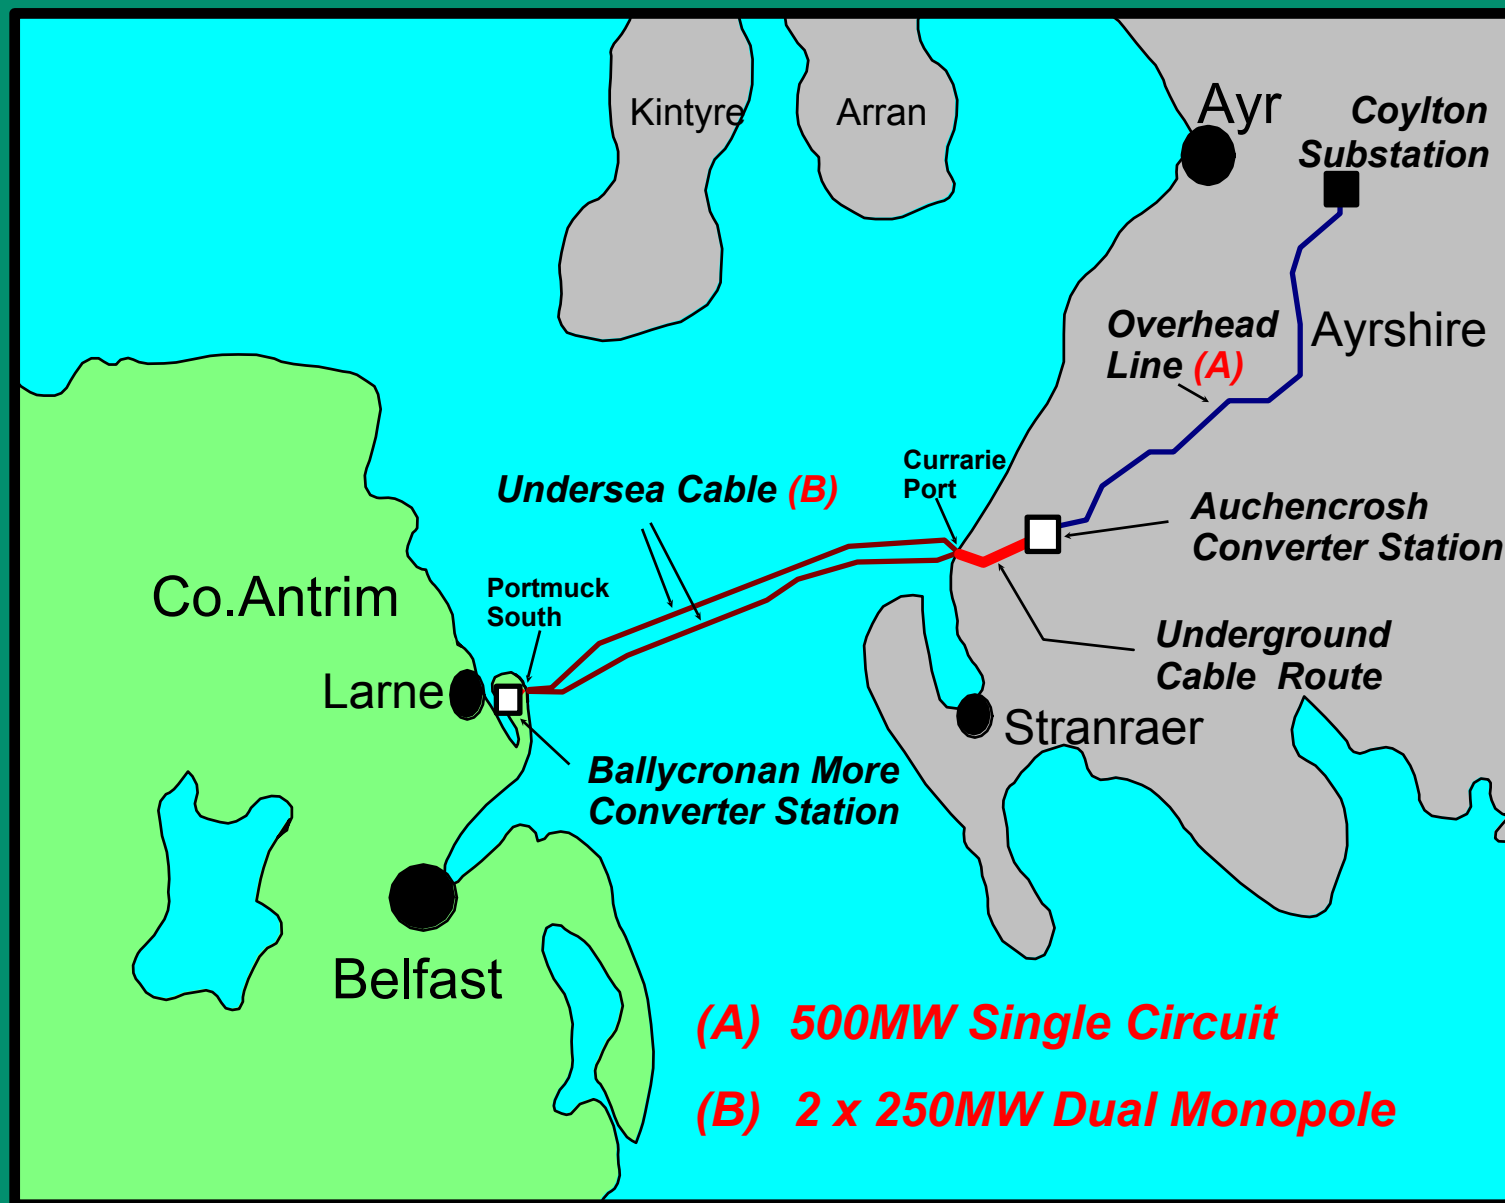 Kintyre
Arran
Ayr
Coylton
Substation
Overhead
Line (A)
Ayrshire
Currarie
Port
Undersea Cable (B)
Auchencrosh
Converter Station
Co.Antrim
Portmuck
South
Underground
Cable Route
Larne
Stranraer
Ballycronan More
Converter Station
Belfast
(A) 500MW Single Circuit
(B) 2 x 250MW Dual Monopole